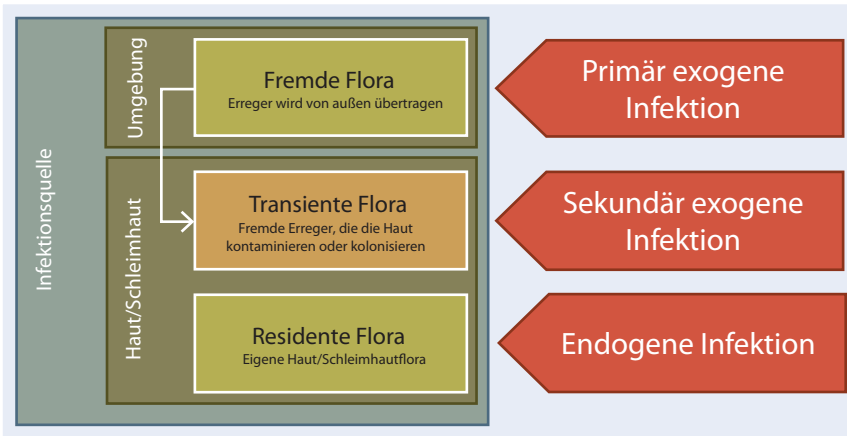 Infektionsquelle
Umgebung
Fremde Flora
Erreger wird von außen übertragen
Primär exogene
Infektion
Haut/Schleimhaut
Transiente Flora
Fremde Erreger, die die Haut
kontaminieren oder kolonisieren
Sekundär exogene
Infektion
Residente Flora
Eigene Haut/Schleimhautflora
Endogene Infektion